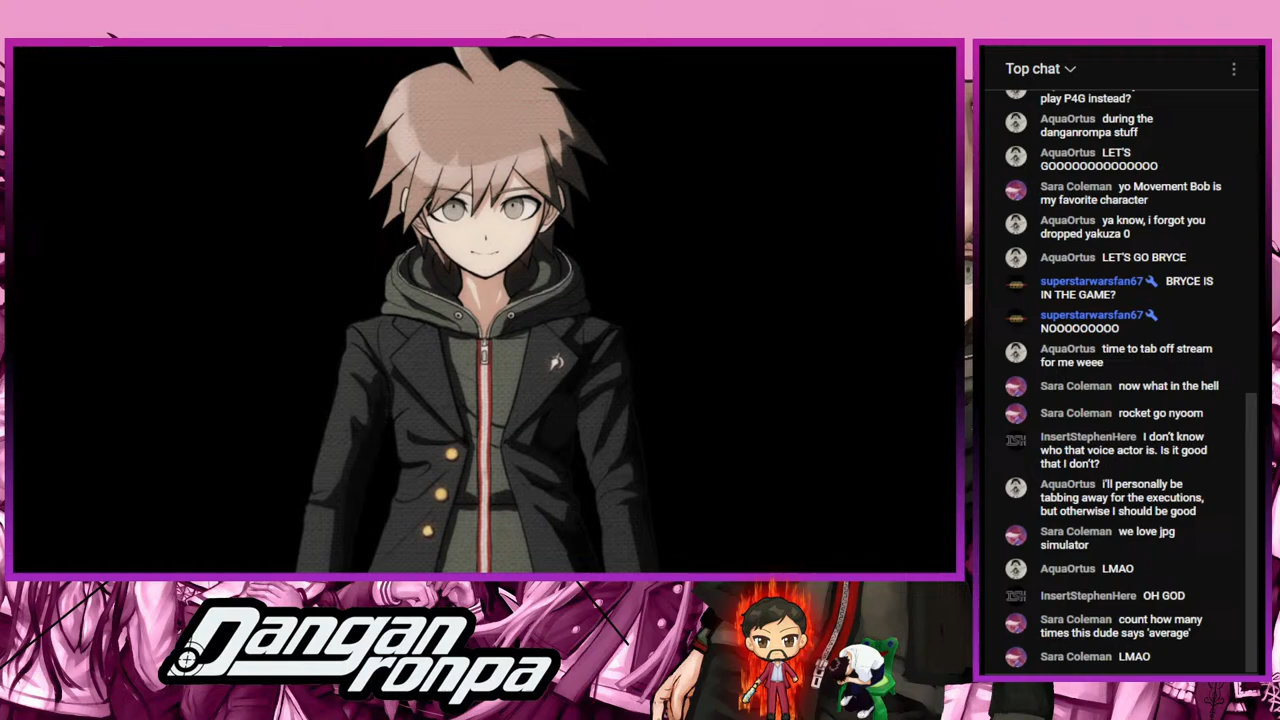 Top chat
play P4G instead?
AquaOrtus during the
danganrompa stuff
AquaOrtus LET'S
GOOOOOOOOOOOOO
Sara Coleman yo Movement Bob is
my favorite character
AquaOrtus ya know, i forgot you
dropped yakuza 0
AquaOrtus LET'S GO BRYCE
superstarwarsfan67 BRYCE IS
IN THE GAME?
superstarwarsfan67
NOOOOOOOOO
AquaOrtus time to tab off stream
for me weee
Sara Coleman now what in the hell
Sara Coleman rocket go nyoom
ISH
InsertStephenHere I don't know
who that voice actor is. Is it good
that I don't?
AquaOrtus i'll personally be
tabbing away for the executions,
but otherwise I should be good
Sara Coleman we love jpg
simulator
AquaOrtus LMAO
ISH
InsertStephenHere OH GOD
Sara Coleman count how many
times this dude says 'average'
Sara Coleman LMAO
Dangan
ronpa